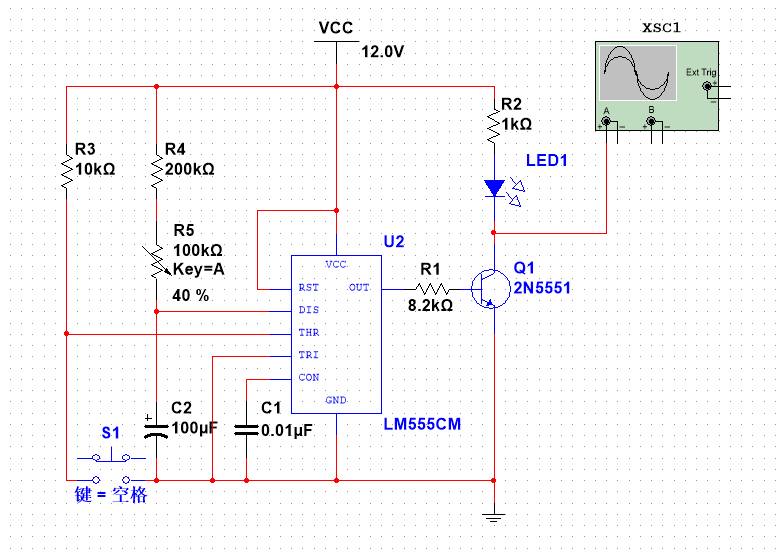 VCC
12.0V
XSC1
Ext Trig
+
−
A
B
+ − + −
R3
10kΩ
R4
200kΩ
R2
1kΩ
LED1
R5
100kΩ
Key=A
40 %
U2
VCC
RST
OUT
DIS
THR
TRI
CON
GND
R1
8.2kΩ
Q1
2N5551
LM555CM
+
C2
100µF
C1
0.01µF
S1
键 = 空格